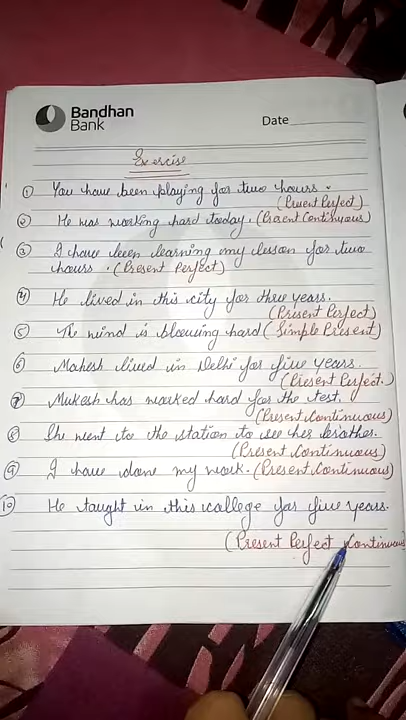 Bandhan
Bank
Date
Exercise
① You have been playing for two hours.
(Present Perfect)
② He was working hard today. (Present Continuous)
③ I have been learning my lesson for two
hours. (Present Perfect)
④ He lived in this city for three years.
(Present Perfect)
⑤ The wind is blowing hard (Simple Present)
⑥ Mahesh lived in Delhi for five years.
(Present Perfect.)
⑦ Mukesh has worked hard for the test.
(Present Continuous)
⑧ She went to the station to see her brother.
(Present Continuous)
⑨ I have done my work. (Present Continuous)
⑩ He taught in this college for five years.
(Present Perfect Continuous)